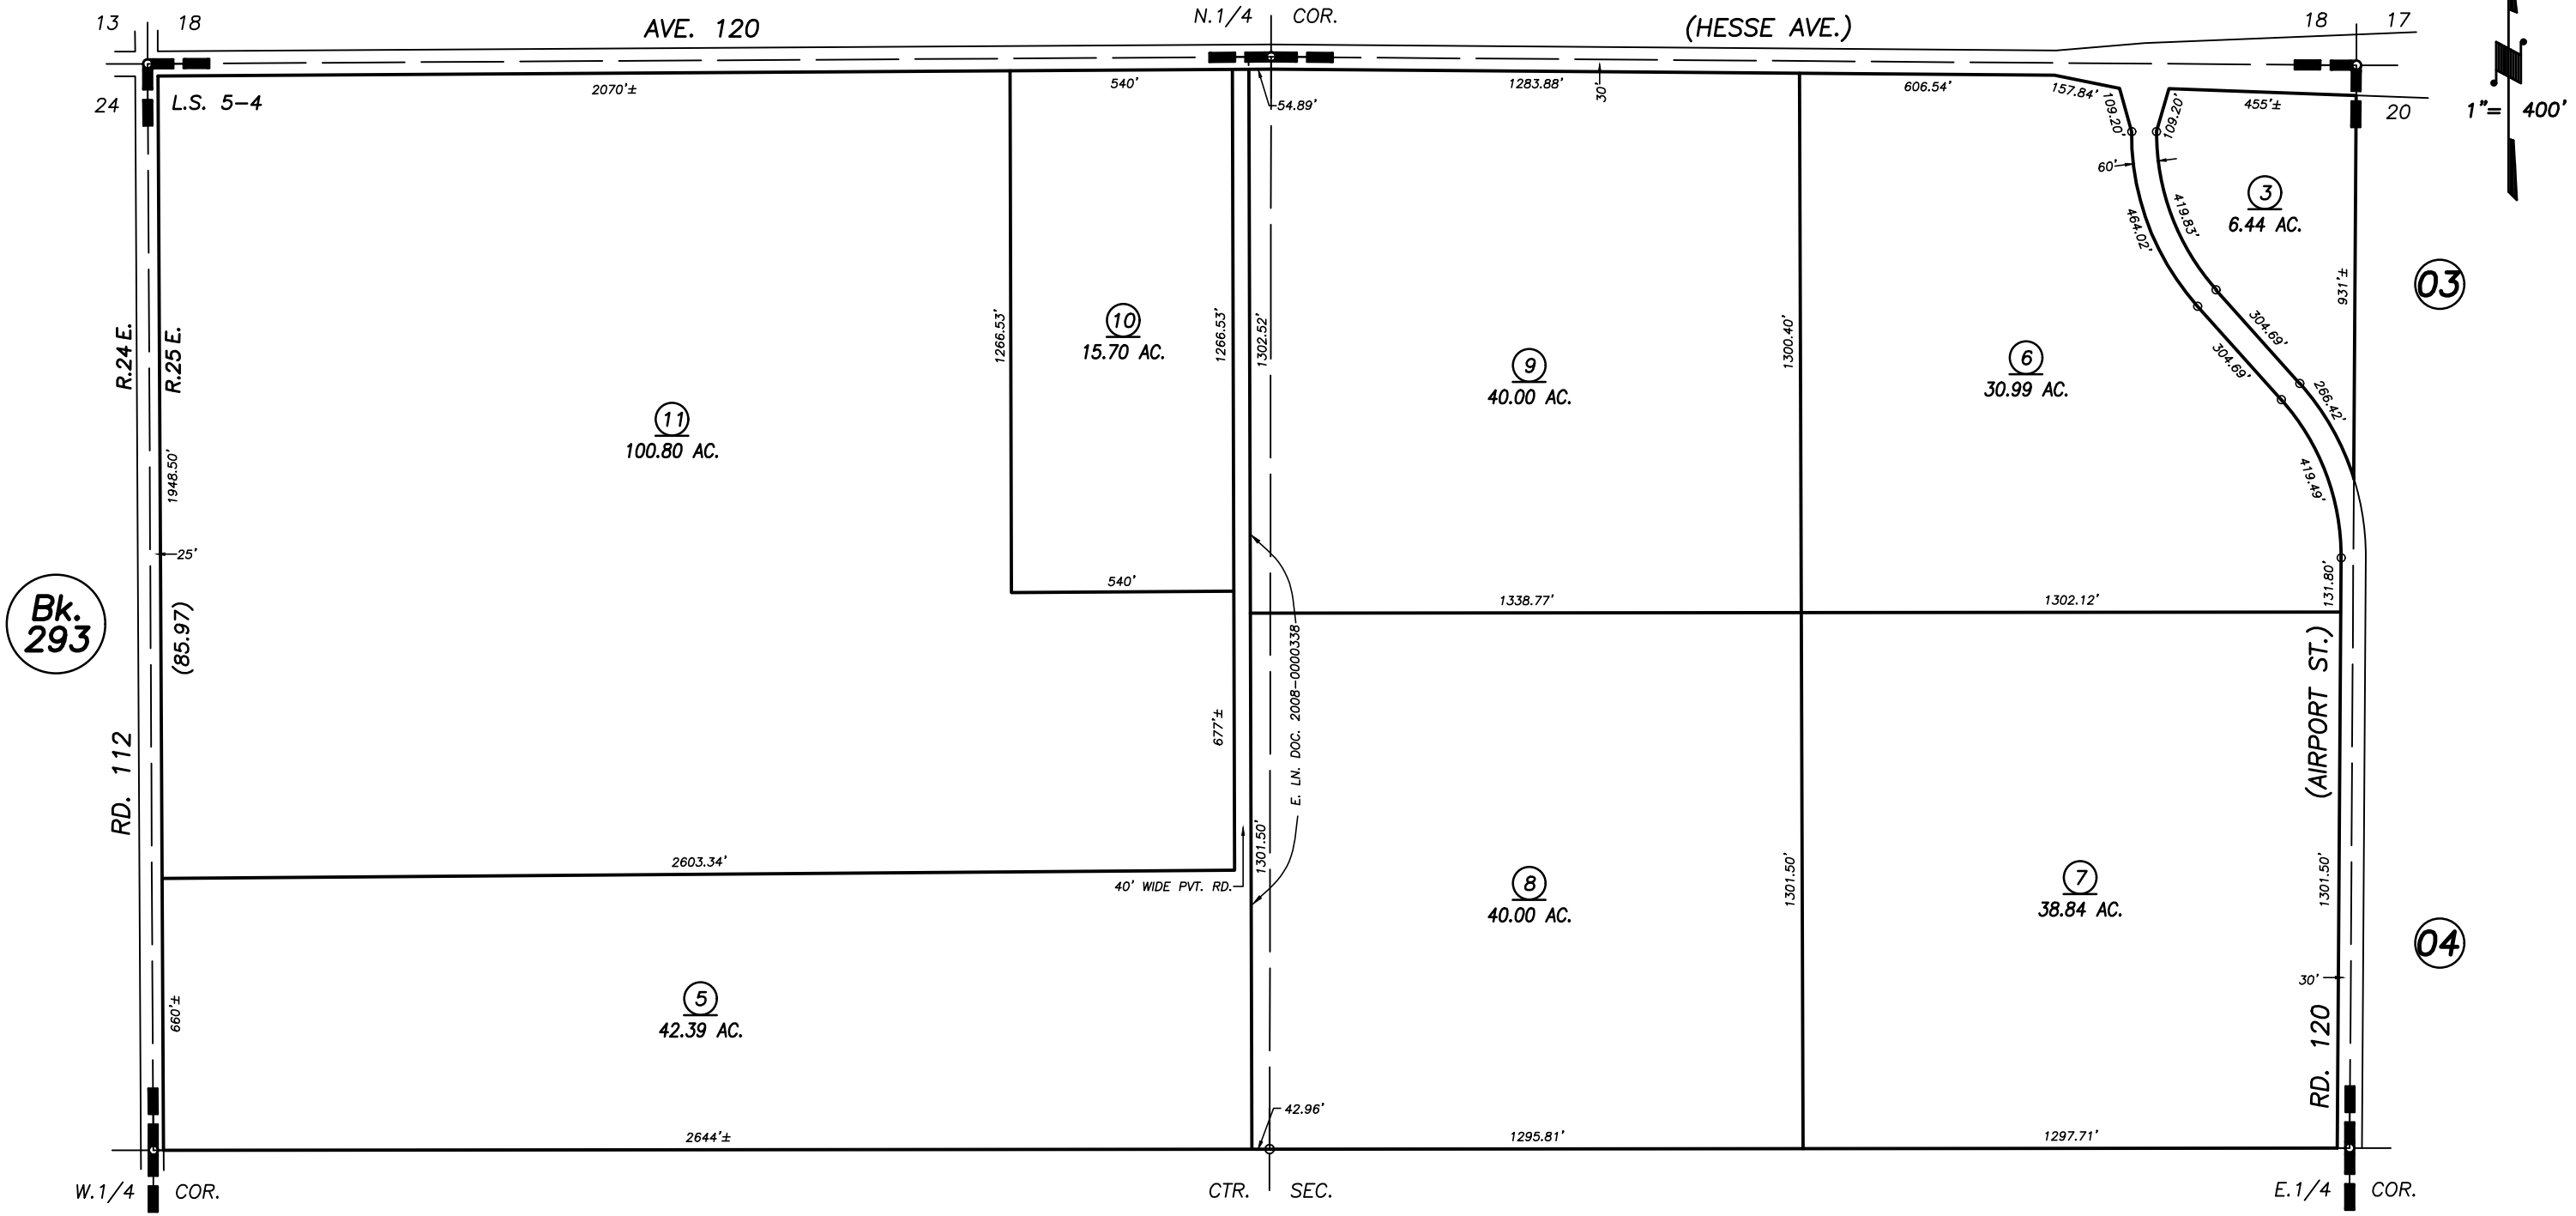 13 18
AVE. 120
N.1/4 COR.
(HESSE AVE.)
18 17
24
L.S. 5-4
2070'±
540'
54.89'
1283.88'
30'
606.54'
157.84'
109.20'
109.20'
455'±
20
1"= 400'
60'
464.02'
419.83'
3
6.44 AC.
931'±
03
R.24 E.
R.25 E.
1266.53'
10
15.70 AC.
1266.53'
1302.52'
9
40.00 AC.
1300.40'
6
30.99 AC.
304.69'
304.69'
266.42'
11
100.80 AC.
1948.50'
419.49'
25'
540'
1338.77'
1302.12'
131.80'
Bk.
293
(85.97)
E. LN. DOC. 2008-0000338
(AIRPORT ST.)
677'±
RD. 112
2603.34'
40' WIDE PVT. RD.
1301.50'
8
40.00 AC.
1301.50'
7
38.84 AC.
1301.50'
04
30'
5
42.39 AC.
660'±
RD. 120
42.96'
2644'±
1295.81'
1297.71'
W.1/4 COR.
CTR. SEC.
E.1/4 COR.